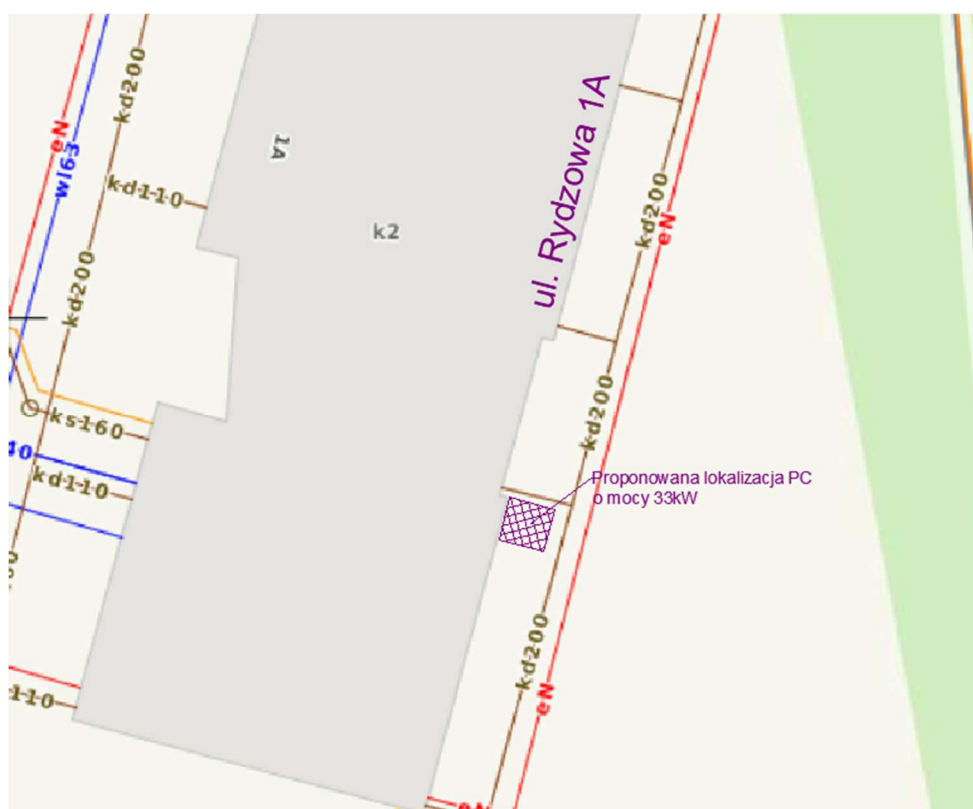 kd200
eN
wl63
kd110
1A
k2
ul. Rydzowa 1A
kd200
eN
kd200
kd200
ks160
40
kd110
Proponowana lokalizacja PC
o mocy 33kW
kd200
eN
110
eN